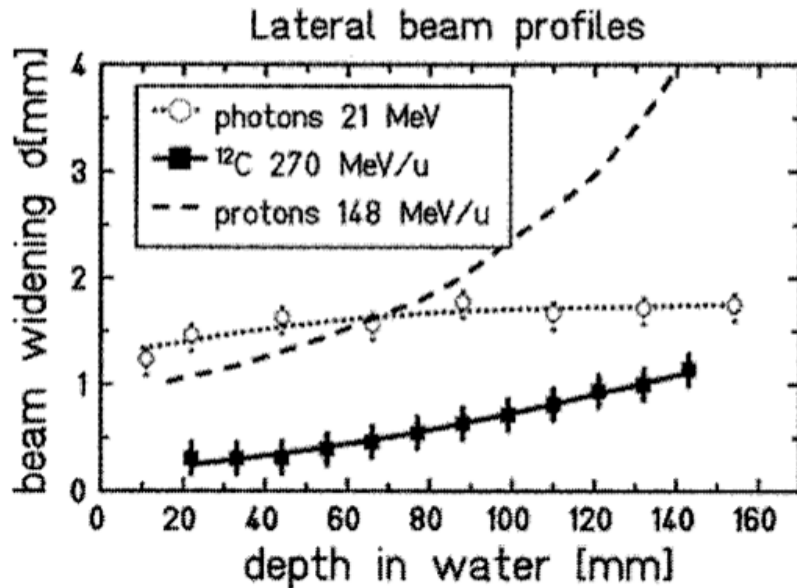 Lateral beam profiles
beam widening σ[mm]
4
3
2
1
0
photons 21 MeV
¹²C 270 MeV/u
protons 148 MeV/u
0 20 40 60 80 100 120 140 160
depth in water [mm]